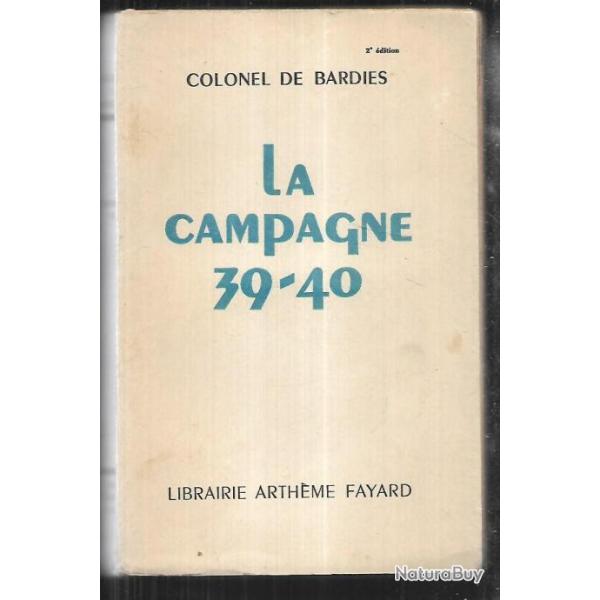 2e édition
COLONEL DE BARDIES
LA
CAMPAGNE
39-40
LIBRAIRIE ARTHÈME FAYARD
NaturaBuy